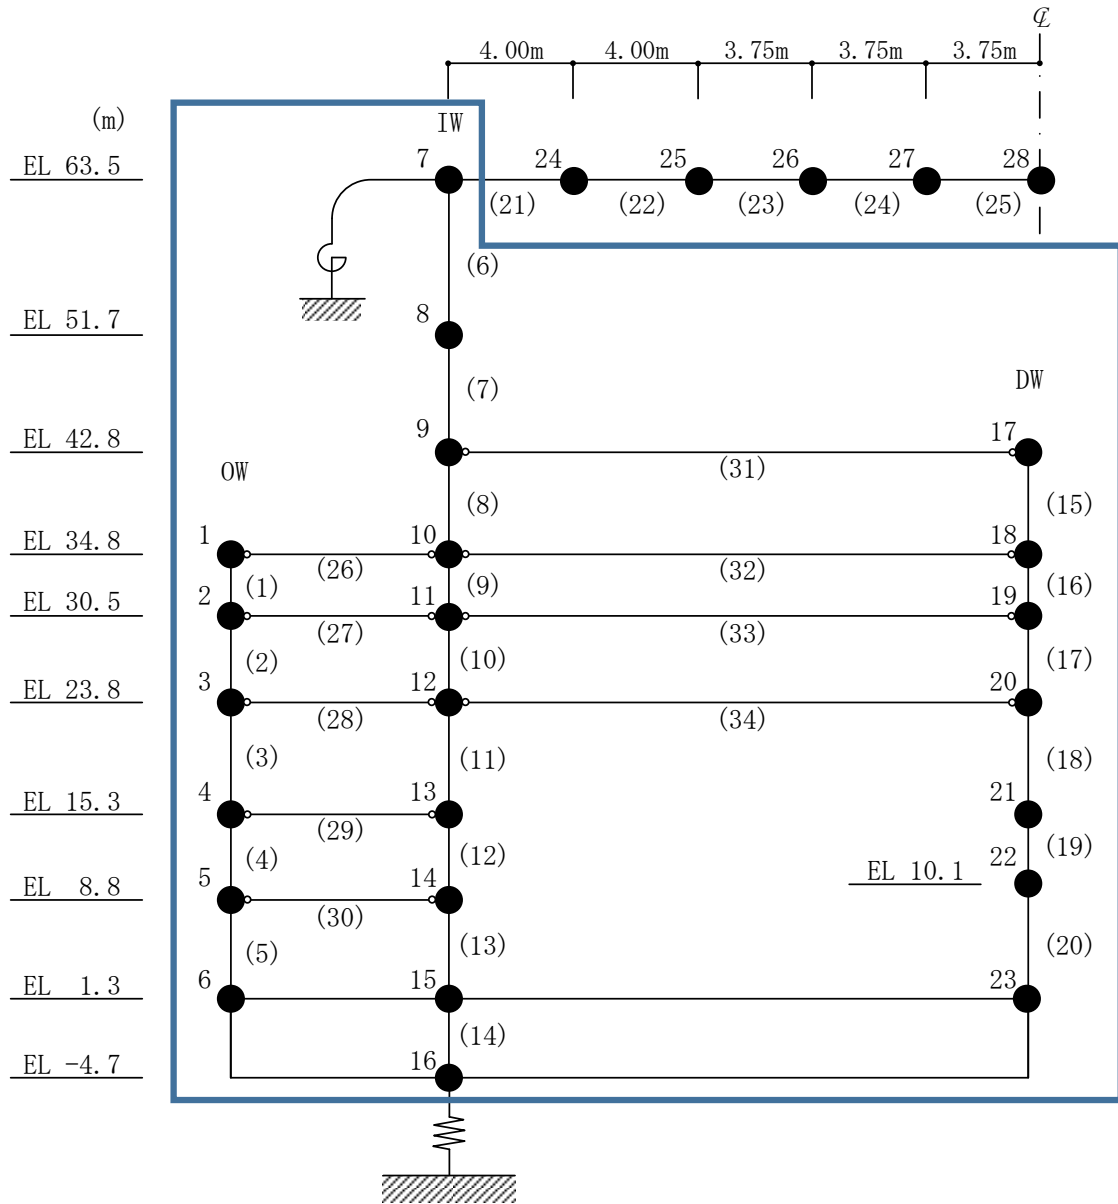 ℄
4.00m 4.00m 3.75m 3.75m 3.75m
(m)
IW
EL 63.5 7 24 25 26 27 28
(21) (22) (23) (24) (25)
(6)
EL 51.7 8
(7)
DW
EL 42.8 9 17
OW (31)
(8) (15)
EL 34.8 1 10 18
(26) (32)
(1) (9) (16)
EL 30.5 2 11 19
(27) (33)
(2) (10) (17)
EL 23.8 3 12 20
(28) (34)
(3) (11) (18)
EL 15.3 4 13 21
(29)
(4) (12) (19)
EL 8.8 5 14 EL 10.1 22
(30)
(5) (13) (20)
EL 1.3 6 15 23
(14)
EL -4.7 16